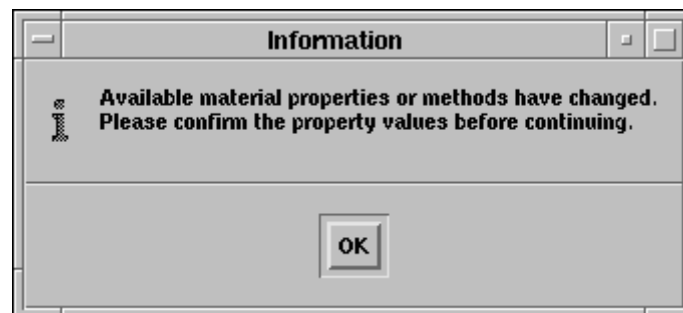 Information
Available material properties or methods have changed.
Please confirm the property values before continuing.
OK